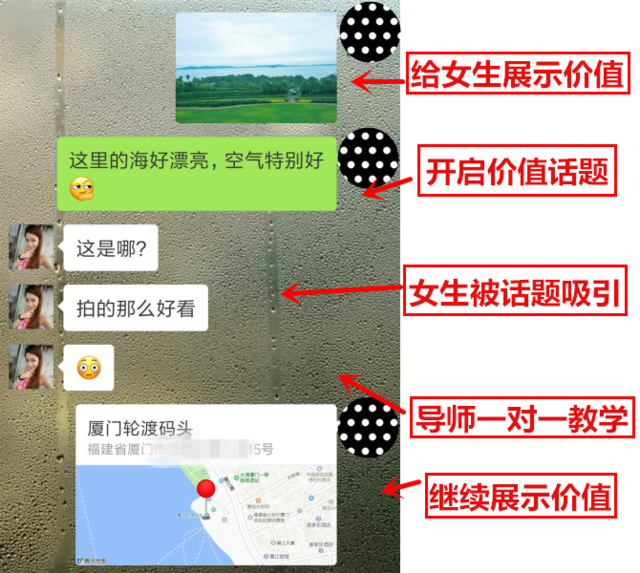 给女生展示价值
这里的海好漂亮，空气特别好
开启价值话题
这是哪？
拍的那么好看
女生被话题吸引
导师一对一教学
厦门轮渡码头
福建省厦门市
15号
继续展示价值